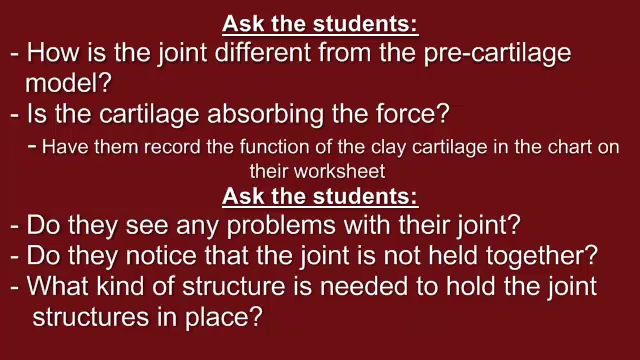 Ask the students:
- How is the joint different from the pre-cartilage
model?
- Is the cartilage absorbing the force?
- Have them record the function of the clay cartilage in the chart on
their worksheet
Ask the students:
- Do they see any problems with their joint?
- Do they notice that the joint is not held together?
- What kind of structure is needed to hold the joint
structures in place?